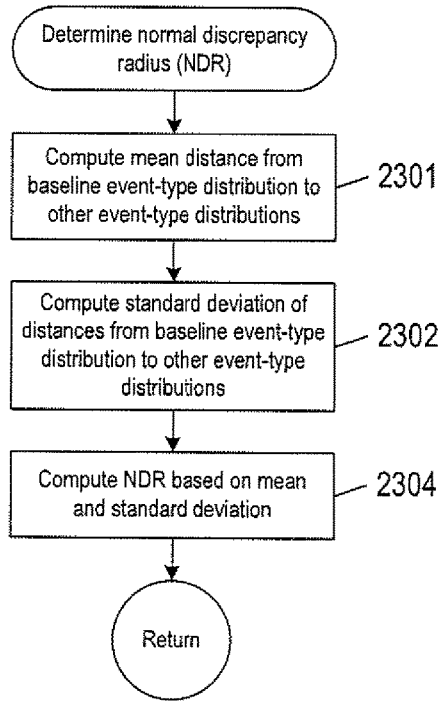 Determine normal discrepancy
radius (NDR)
Compute mean distance from
baseline event-type distribution to
other event-type distributions
2301
Compute standard deviation of
distances from baseline event-type
distribution to other event-type
distributions
2302
Compute NDR based on mean
and standard deviation
2304
Return